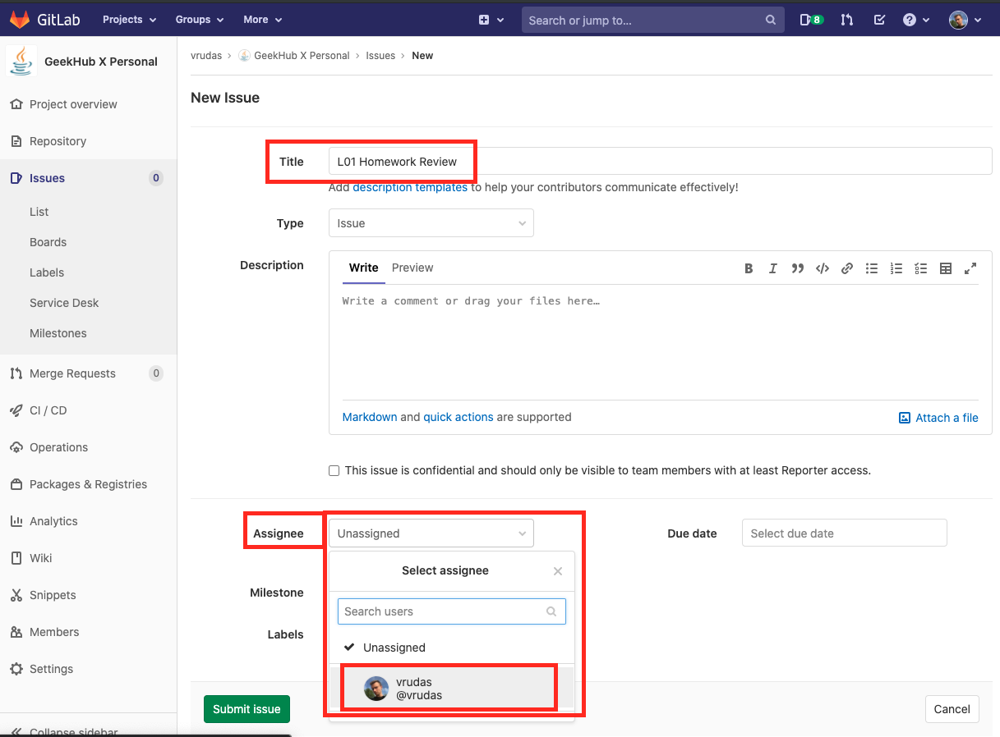 GitLab Projects Groups More Search or jump to... 8
GeekHub X Personal
Project overview
Repository
Issues 0
List
Boards
Labels
Service Desk
Milestones
Merge Requests 0
CI / CD
Operations
Packages & Registries
Analytics
Wiki
Snippets
Members
Settings
Collapse sidebar
vrudas › GeekHub X Personal › Issues › New
New Issue
Title L01 Homework Review
Add description templates to help your contributors communicate effectively!
Type Issue
Description Write Preview
Write a comment or drag your files here…
Markdown and quick actions are supported Attach a file
This issue is confidential and should only be visible to team members with at least Reporter access.
Assignee Unassigned Due date Select due date
Select assignee
Milestone
Search users
Labels
Unassigned
vrudas
@vrudas
Submit issue Cancel